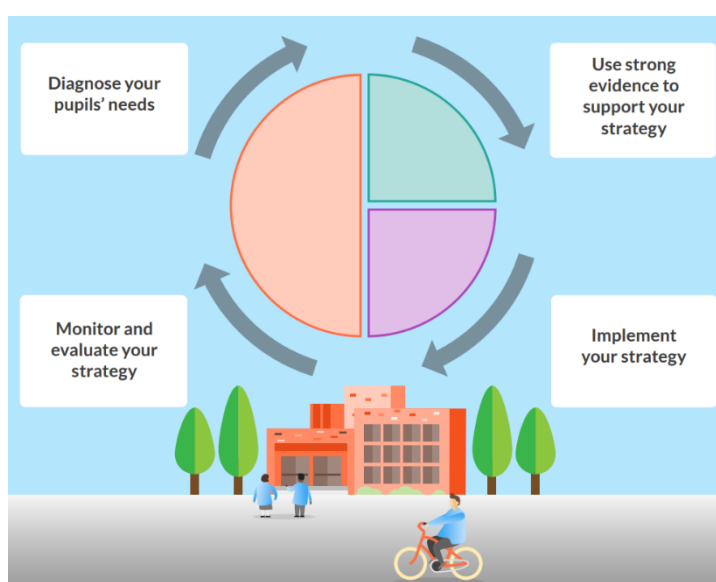 Diagnose your
pupils’ needs
Use strong
evidence to
support your
strategy
Implement
your strategy
Monitor and
evaluate your
strategy